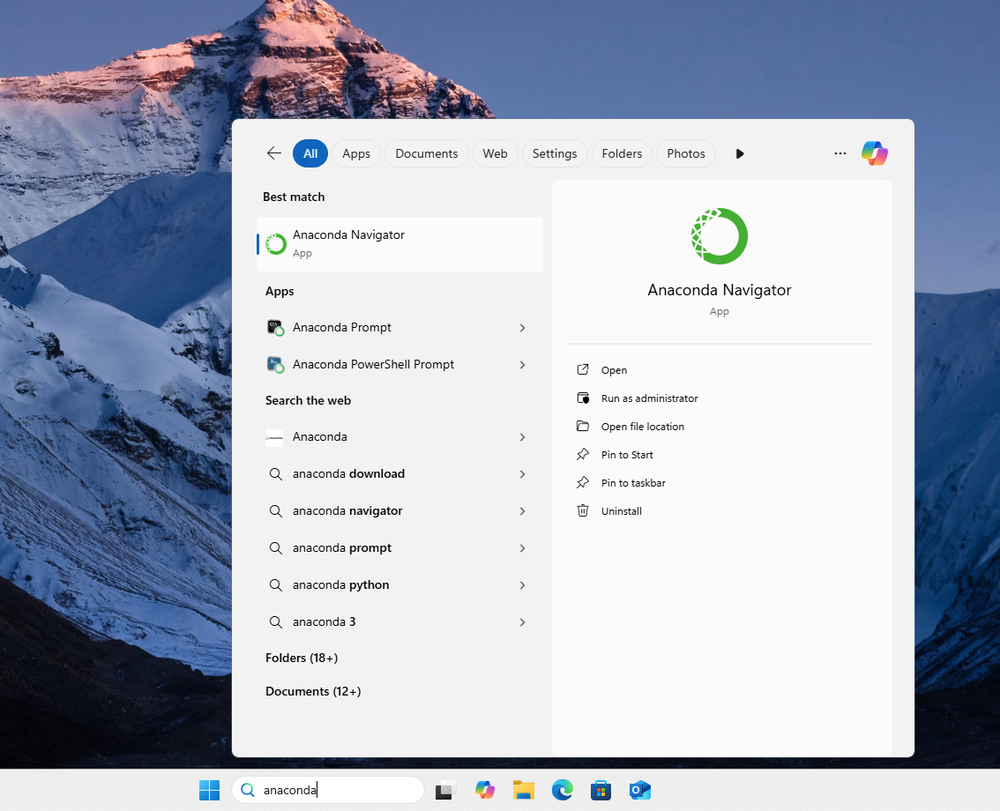 All
Apps
Documents
Web
Settings
Folders
Photos
Best match
Anaconda Navigator
App
Apps
Anaconda Prompt
Anaconda PowerShell Prompt
Search the web
Anaconda
anaconda download
anaconda navigator
anaconda prompt
anaconda python
anaconda 3
Folders (18+)
Documents (12+)
Anaconda Navigator
App
Open
Run as administrator
Open file location
Pin to Start
Pin to taskbar
Uninstall
anaconda